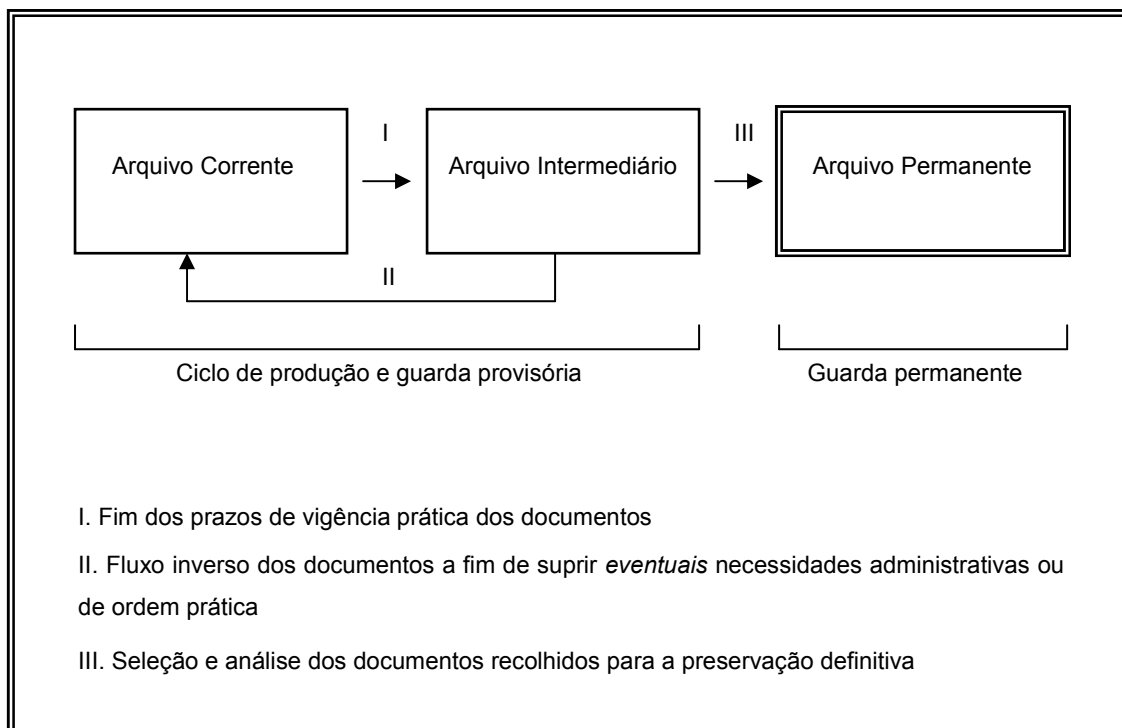 I
III
Arquivo Corrente
Arquivo Intermediário
Arquivo Permanente
II
Ciclo de produção e guarda provisória
Guarda permanente
I. Fim dos prazos de vigência prática dos documentos
II. Fluxo inverso dos documentos a fim de suprir eventuais necessidades administrativas ou
de ordem prática
III. Seleção e análise dos documentos recolhidos para a preservação definitiva